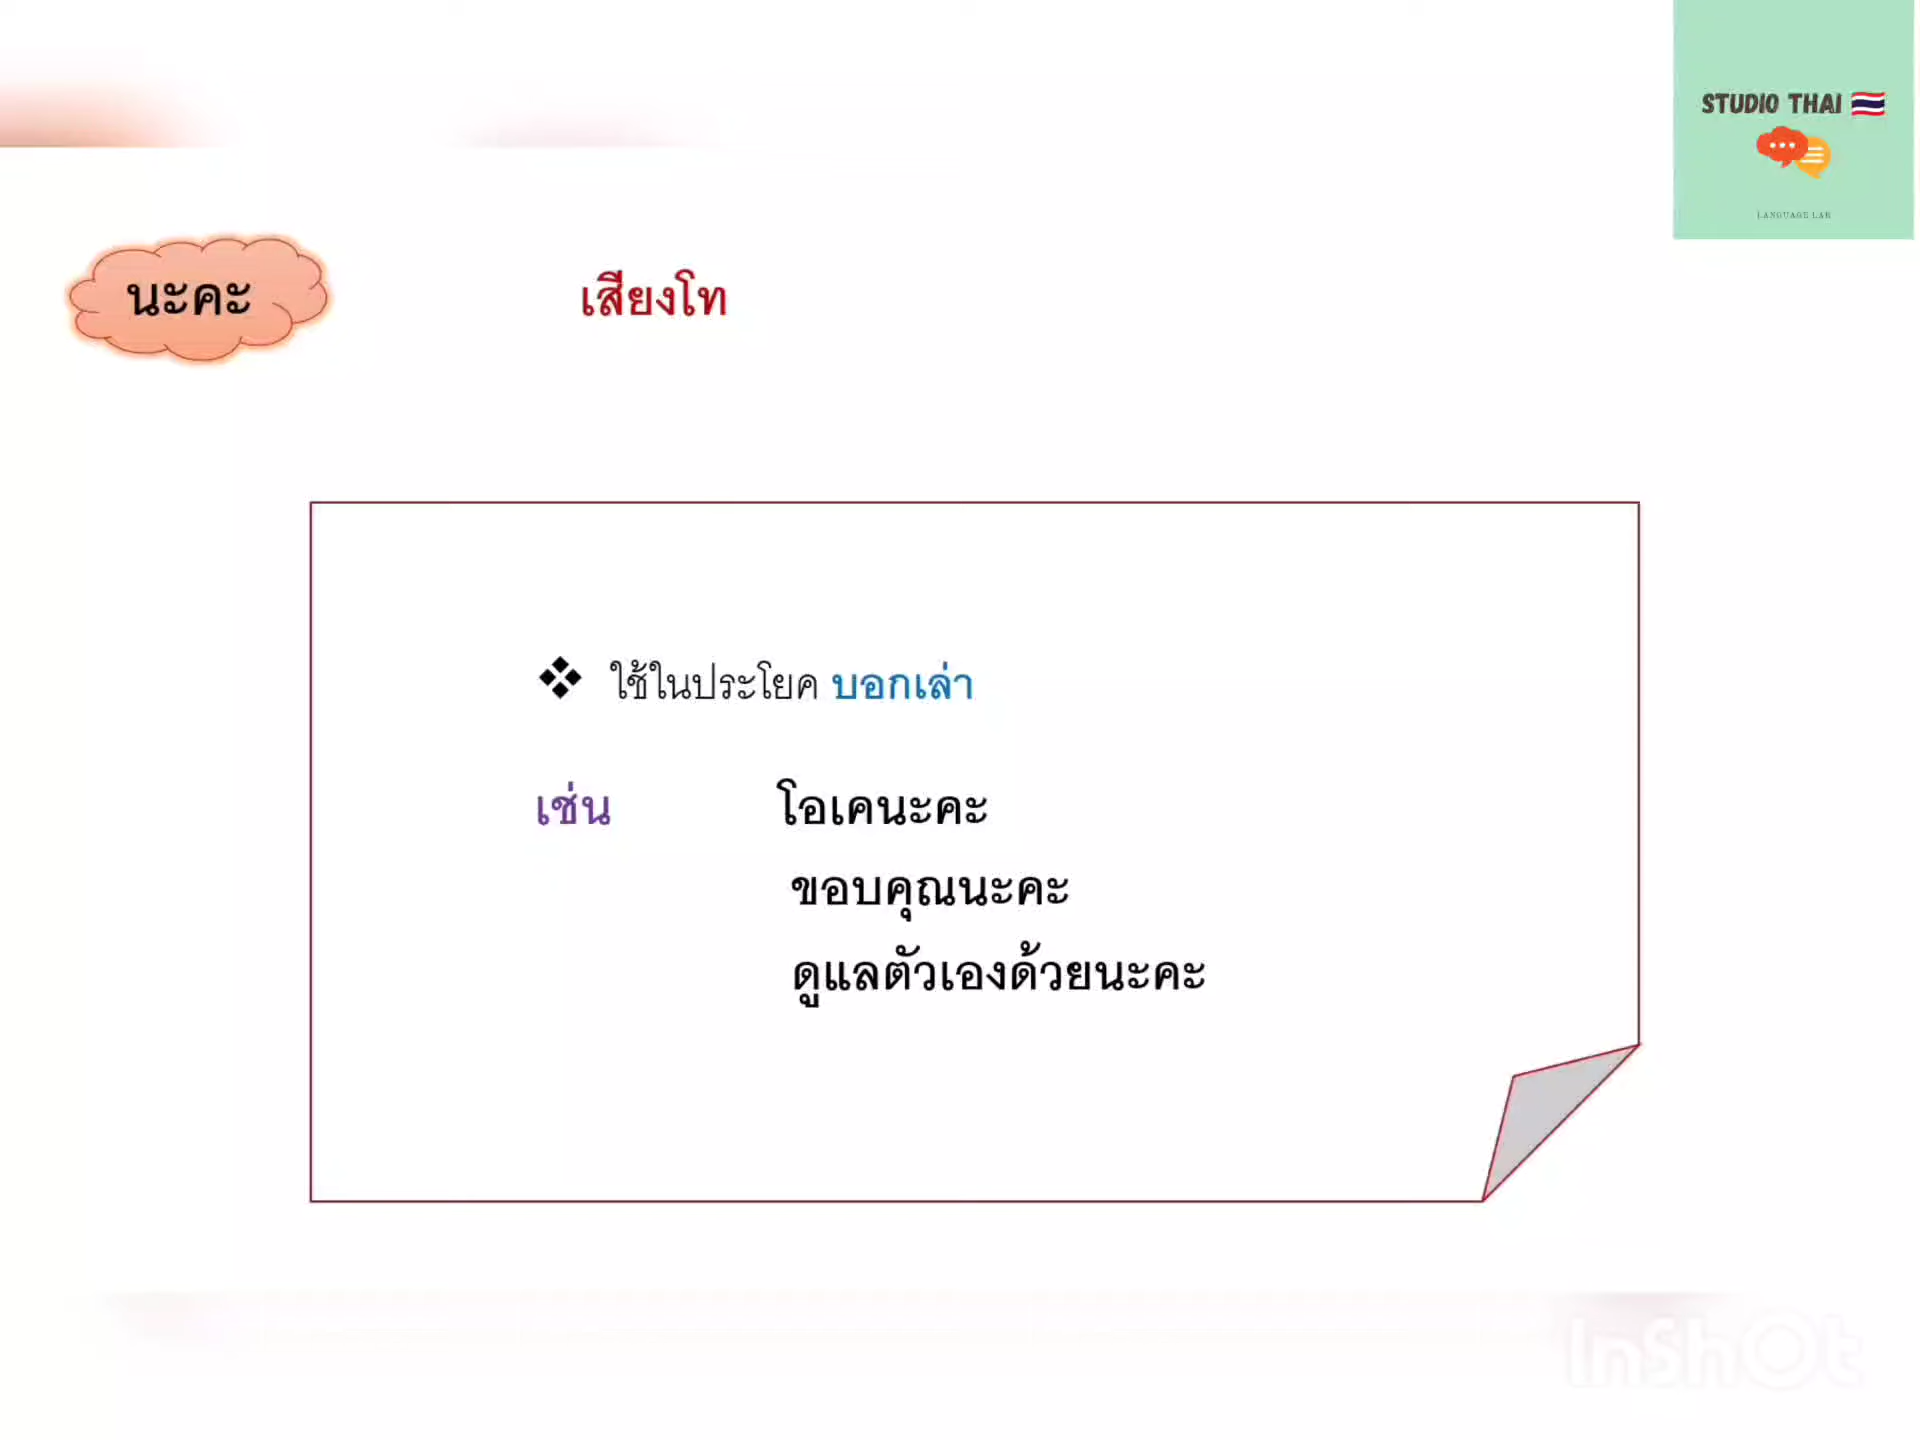 STUDIO THAI
LANGUAGE LAB
นะคะ
เสียงโท
ใช้ในประโยค บอกเล่า
เช่น โอเคนะคะ
ขอบคุณนะคะ
ดูแลตัวเองด้วยนะคะ
InShOt